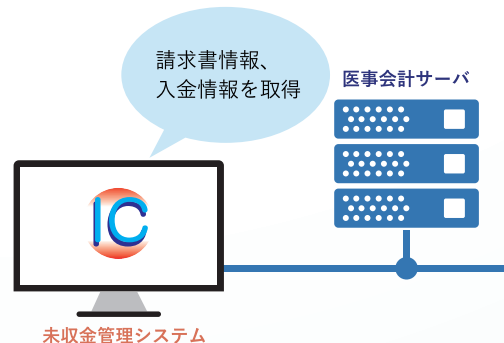 請求書情報、
入金情報を取得
医事会計サーバ
IC
未収金管理システム